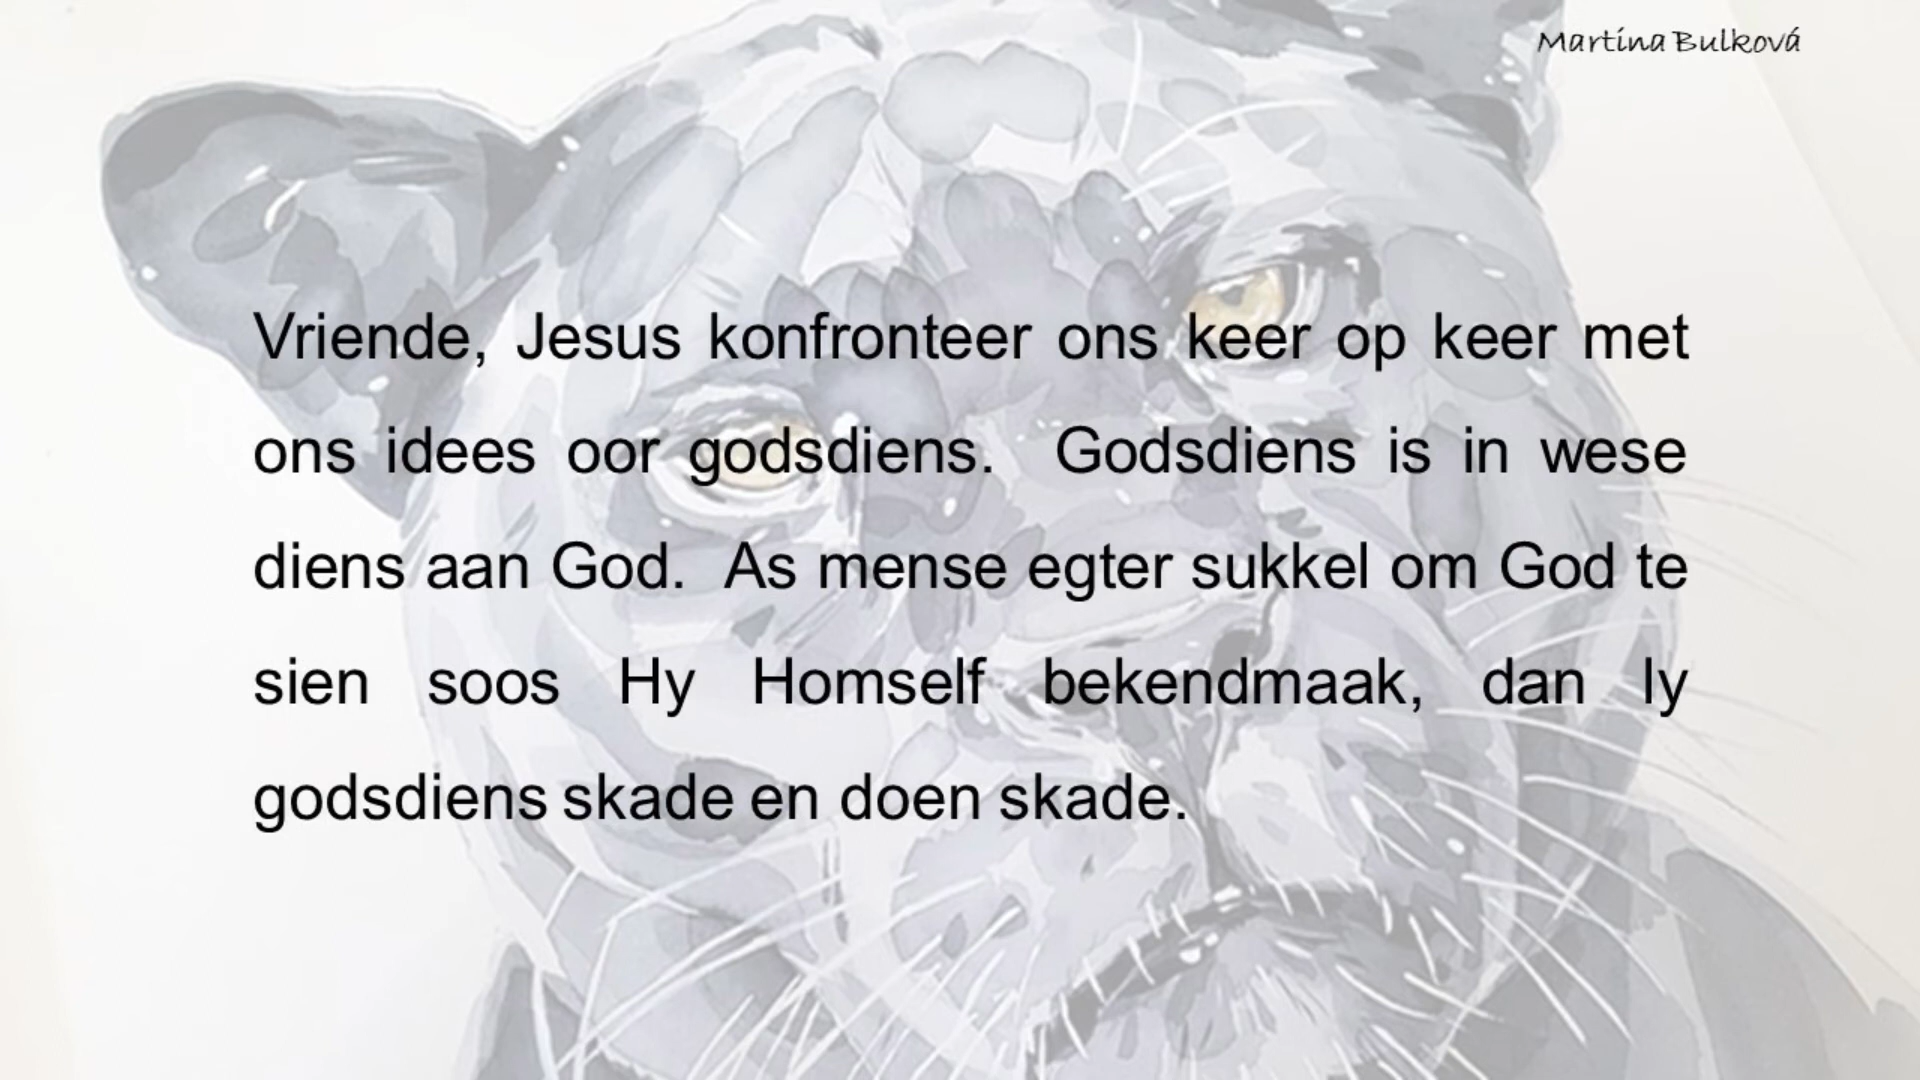 Martina Bulková
Vriende, Jesus konfronteer ons keer op keer met
ons idees oor godsdiens. Godsdiens is in wese
diens aan God. As mense egter sukkel om God te
sien soos Hy Homself bekendmaak, dan ly
godsdiens skade en doen skade.